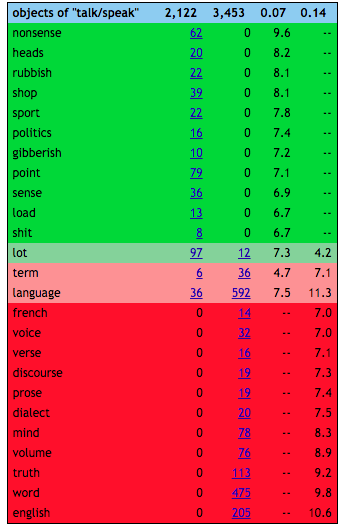 objects of "talk/speak" 2,122 3,453 0.07 0.14
nonsense 62 0 9.6 --
heads 20 0 8.2 --
rubbish 22 0 8.1 --
shop 39 0 8.1 --
sport 22 0 7.8 --
politics 16 0 7.4 --
gibberish 10 0 7.2 --
point 79 0 7.1 --
sense 36 0 6.9 --
load 13 0 6.7 --
shit 8 0 6.7 --
lot 97 12 7.3 4.2
term 6 36 4.7 7.1
language 36 592 7.5 11.3
french 0 14 -- 7.0
voice 0 32 -- 7.0
verse 0 16 -- 7.1
discourse 0 19 -- 7.3
prose 0 19 -- 7.4
dialect 0 20 -- 7.5
mind 0 78 -- 8.3
volume 0 76 -- 8.9
truth 0 113 -- 9.2
word 0 475 -- 9.8
english 0 205 -- 10.6